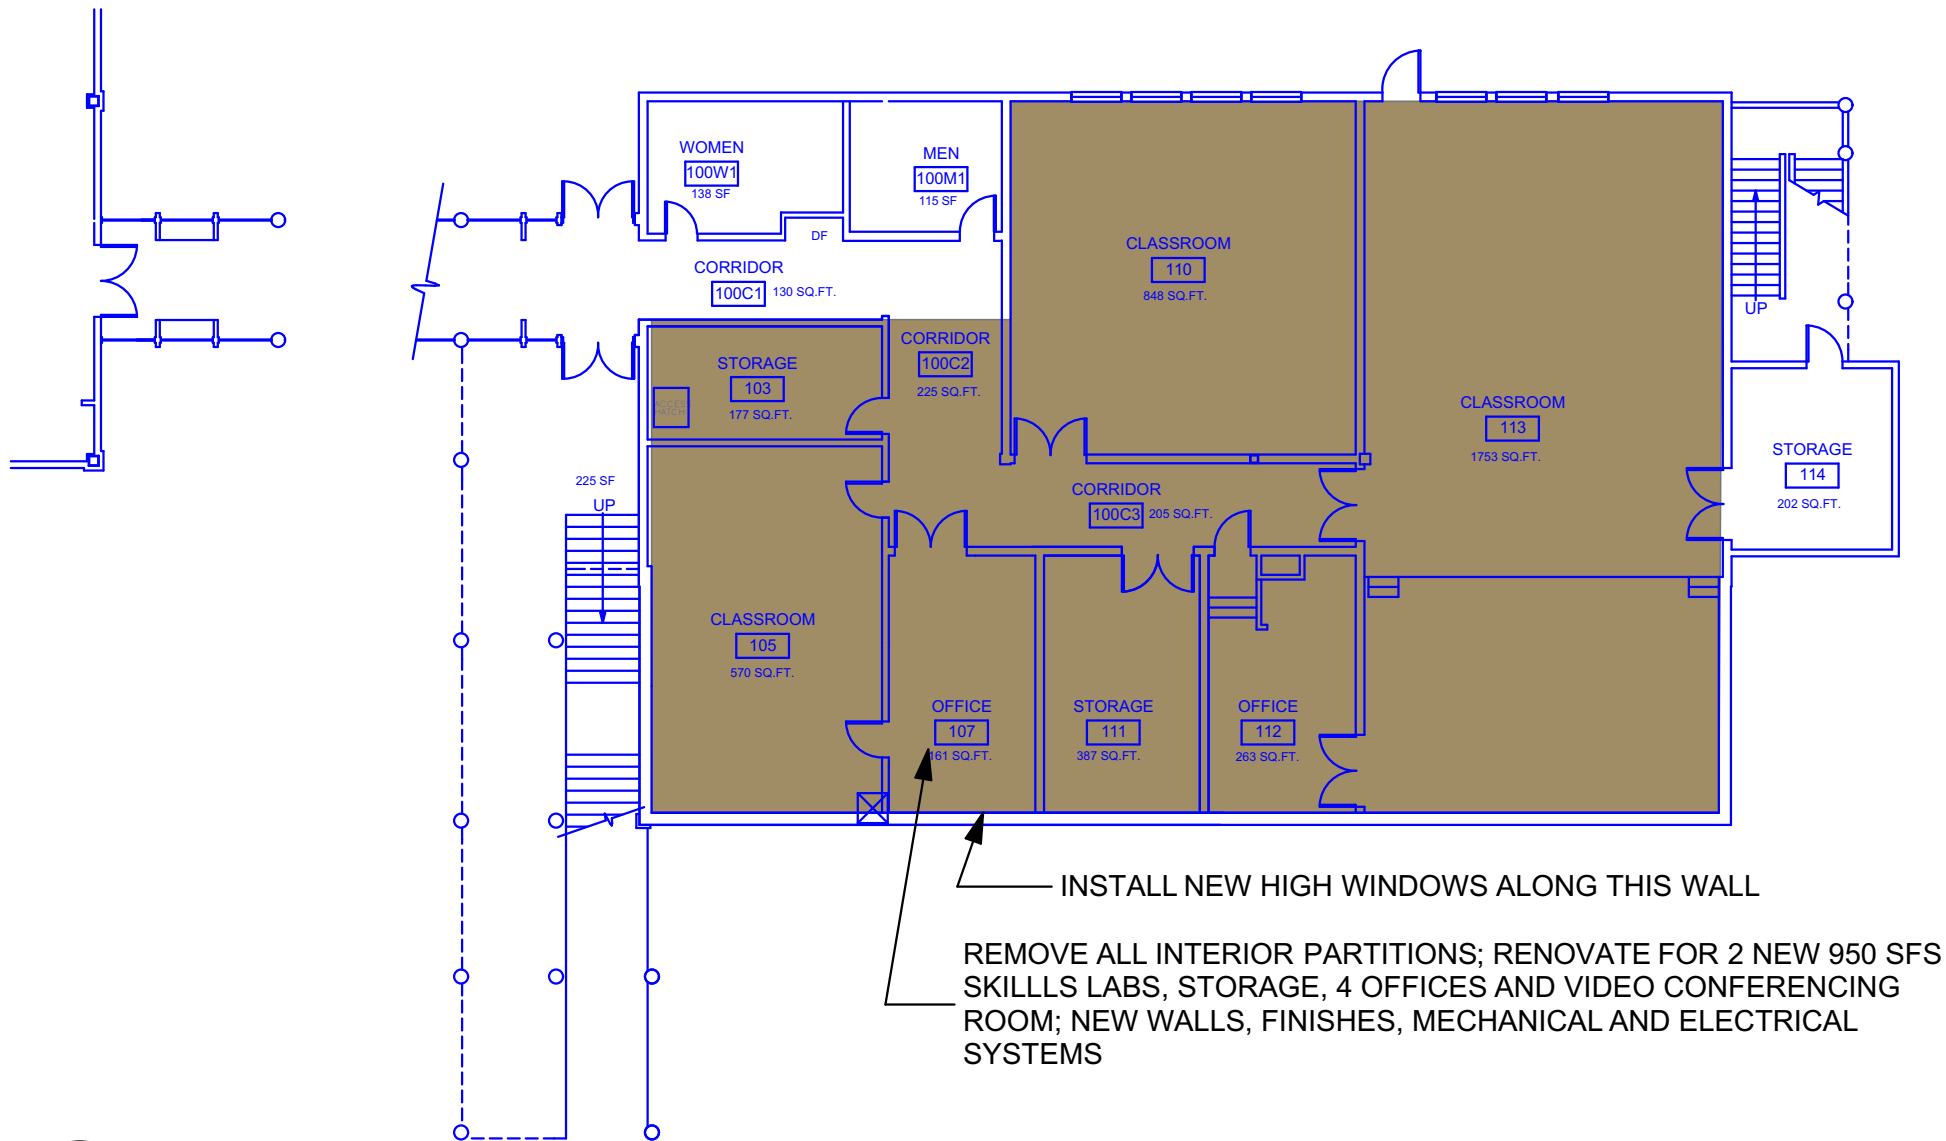 WOMEN
100W1
138 SF
MEN
100M1
115 SF
DF
CORRIDOR
100C1 130 SQ.FT.
CLASSROOM
110
848 SQ.FT.
UP
STORAGE
103
177 SQ.FT.
ACCESS
HATCH
CORRIDOR
100C2
225 SQ.FT.
CLASSROOM
113
1753 SQ.FT.
STORAGE
114
202 SQ.FT.
225 SF
UP
CORRIDOR
100C3 205 SQ.FT.
CLASSROOM
105
570 SQ.FT.
OFFICE
107
161 SQ.FT.
STORAGE
111
387 SQ.FT.
OFFICE
112
263 SQ.FT.
INSTALL NEW HIGH WINDOWS ALONG THIS WALL
REMOVE ALL INTERIOR PARTITIONS; RENOVATE FOR 2 NEW 950 SFS
SKILLLS LABS, STORAGE, 4 OFFICES AND VIDEO CONFERENCING
ROOM; NEW WALLS, FINISHES, MECHANICAL AND ELECTRICAL
SYSTEMS